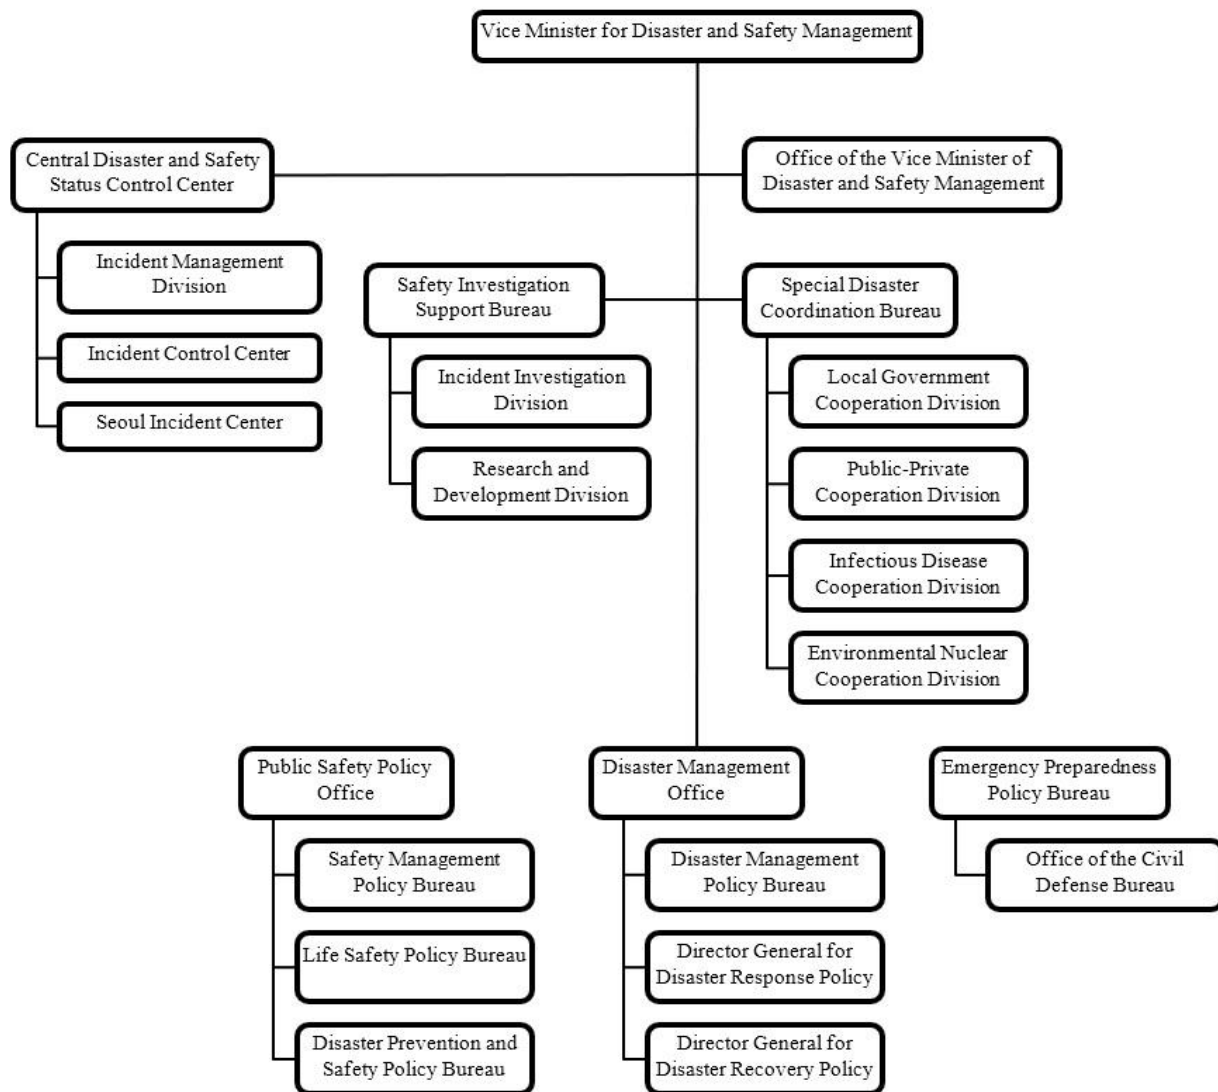 Vice Minister for Disaster and Safety Management
Central Disaster and Safety
Status Control Center
Office of the Vice Minister of
Disaster and Safety Management
Incident Management
Division
Incident Control Center
Seoul Incident Center
Safety Investigation
Support Bureau
Incident Investigation
Division
Research and
Development Division
Special Disaster
Coordination Bureau
Local Government
Cooperation Division
Public-Private
Cooperation Division
Infectious Disease
Cooperation Division
Environmental Nuclear
Cooperation Division
Public Safety Policy
Office
Safety Management
Policy Bureau
Life Safety Policy Bureau
Disaster Prevention and
Safety Policy Bureau
Disaster Management
Office
Disaster Management
Policy Bureau
Director General for
Disaster Response Policy
Director General for
Disaster Recovery Policy
Emergency Preparedness
Policy Bureau
Office of the Civil
Defense Bureau